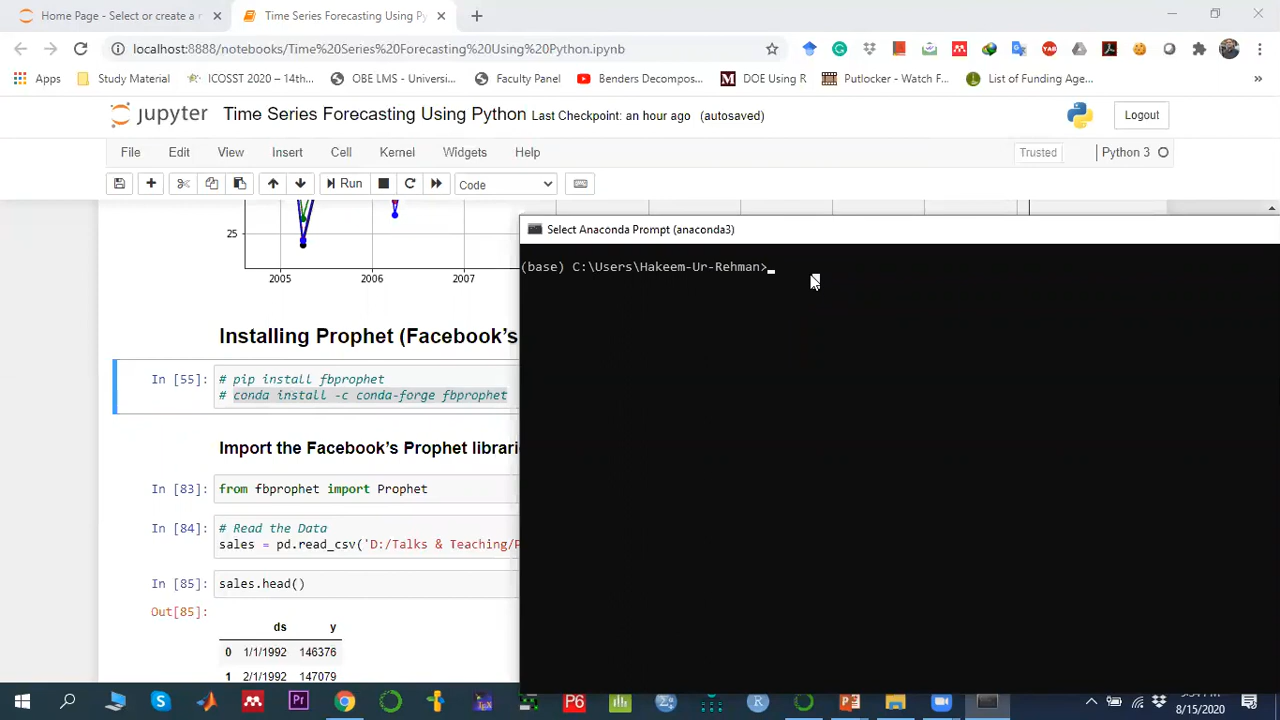 Home Page - Select or create a n
Time Series Forecasting Using Py
localhost:8888/notebooks/Time%20Series%20Forecasting%20Using%20Python.ipynb
Apps
Study Material
ICOSST 2020 – 14th...
OBE LMS - Universi...
Faculty Panel
Benders Decompos...
DOE Using R
Putlocker - Watch F...
List of Funding Age...
»
jupyter Time Series Forecasting Using Python Last Checkpoint: an hour ago (autosaved)
Logout
File Edit View Insert Cell Kernel Widgets Help
Trusted
Python 3
Run
Code
25
2005 2006 2007
Select Anaconda Prompt (anaconda3)
(base) C:\Users\Hakeem-Ur-Rehman>
Installing Prophet (Facebook's
In [55]: # pip install fbprophet
# conda install -c conda-forge fbprophet
Import the Facebook's Prophet librari
In [83]: from fbprophet import Prophet
In [84]: # Read the Data
sales = pd.read_csv('D:/Talks & Teaching/P
In [85]: sales.head()
Out[85]:
ds y
0 1/1/1992 146376
1 2/1/1992 147079
8/15/2020